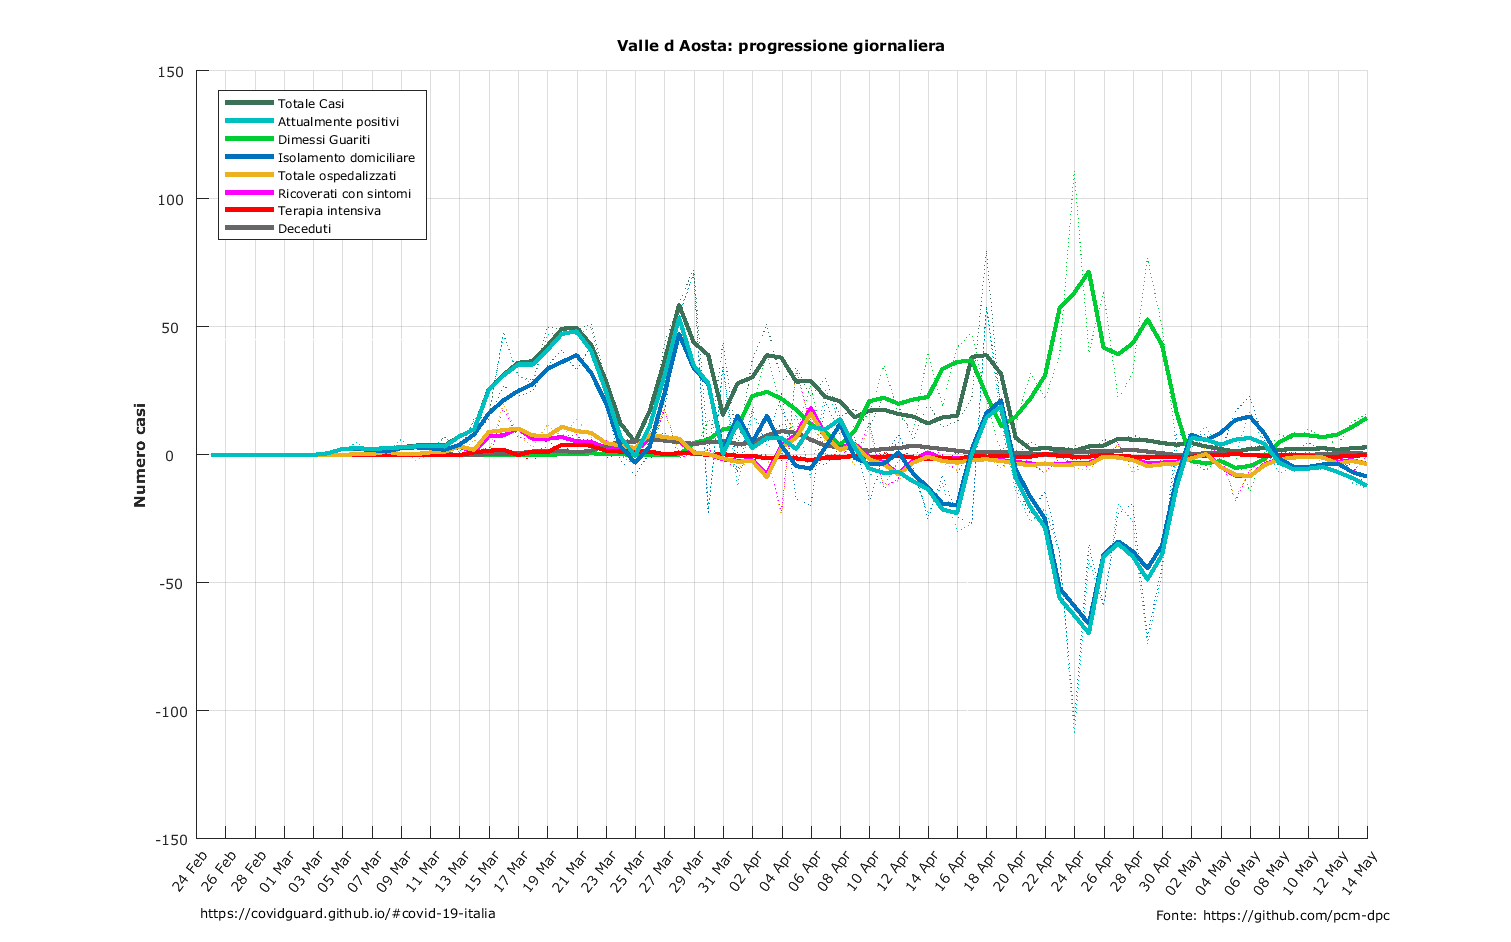 Valle d Aosta: progressione giornaliera
150
100
50
0
-50
-100
-150
Numero casi
Totale Casi
Attualmente positivi
Dimessi Guariti
Isolamento domiciliare
Totale ospedalizzati
Ricoverati con sintomi
Terapia intensiva
Deceduti
24 Feb
26 Feb
28 Feb
01 Mar
03 Mar
05 Mar
07 Mar
09 Mar
11 Mar
13 Mar
15 Mar
17 Mar
19 Mar
21 Mar
23 Mar
25 Mar
27 Mar
29 Mar
31 Mar
02 Apr
04 Apr
06 Apr
08 Apr
10 Apr
12 Apr
14 Apr
16 Apr
18 Apr
20 Apr
22 Apr
24 Apr
26 Apr
28 Apr
30 Apr
02 May
04 May
06 May
08 May
10 May
12 May
14 May
https://covidguard.github.io/#covid-19-italia
Fonte: https://github.com/pcm-dpc